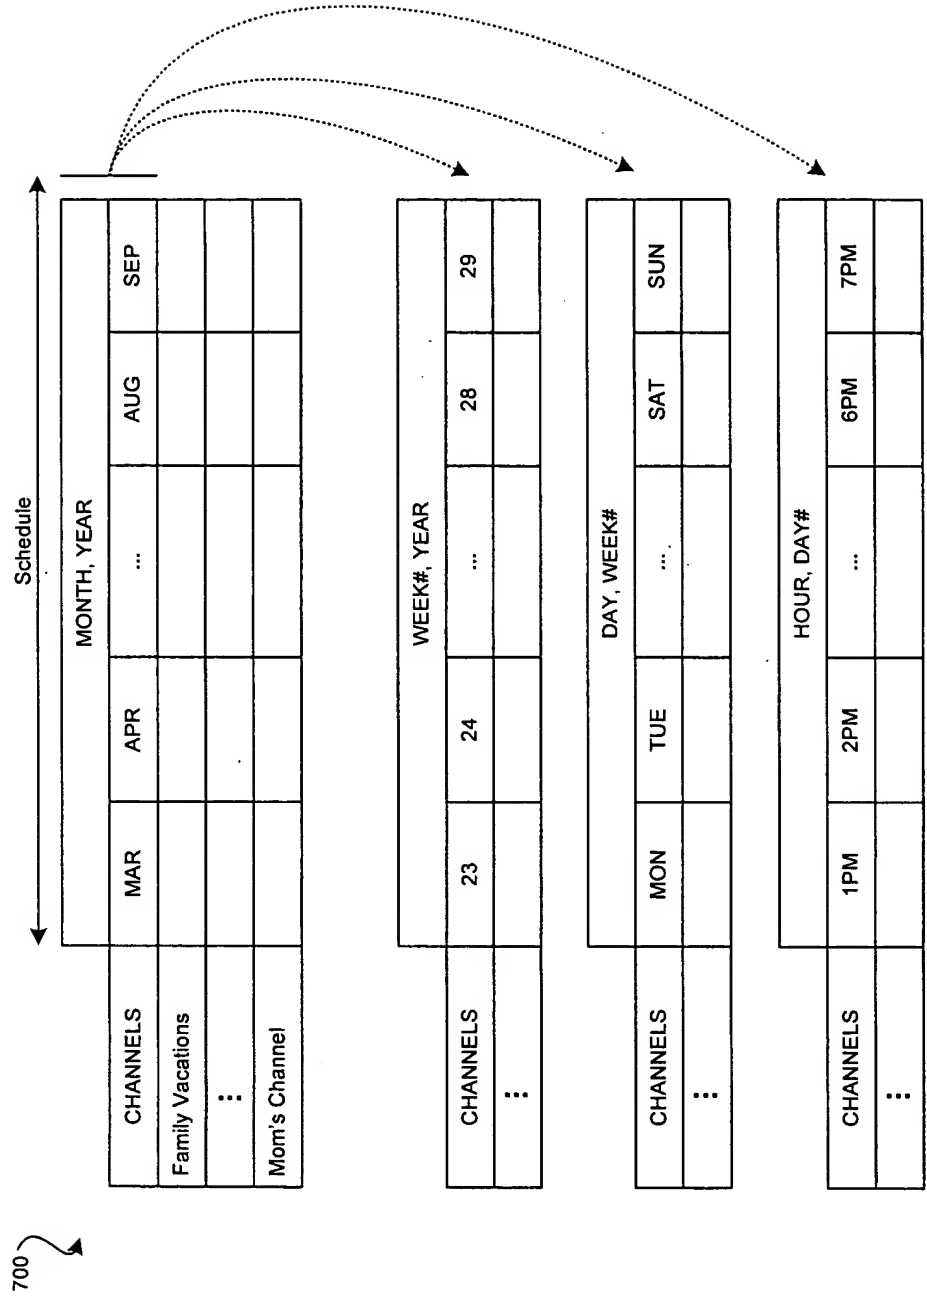 700
Schedule
MONTH, YEAR
CHANNELS MAR APR ... AUG SEP
Family Vacations
...
Mom's Channel
WEEK#, YEAR
CHANNELS 23 24 ... 28 29
...
DAY, WEEK#
CHANNELS MON TUE ... SAT SUN
...
HOUR, DAY#
CHANNELS 1PM 2PM ... 6PM 7PM
...